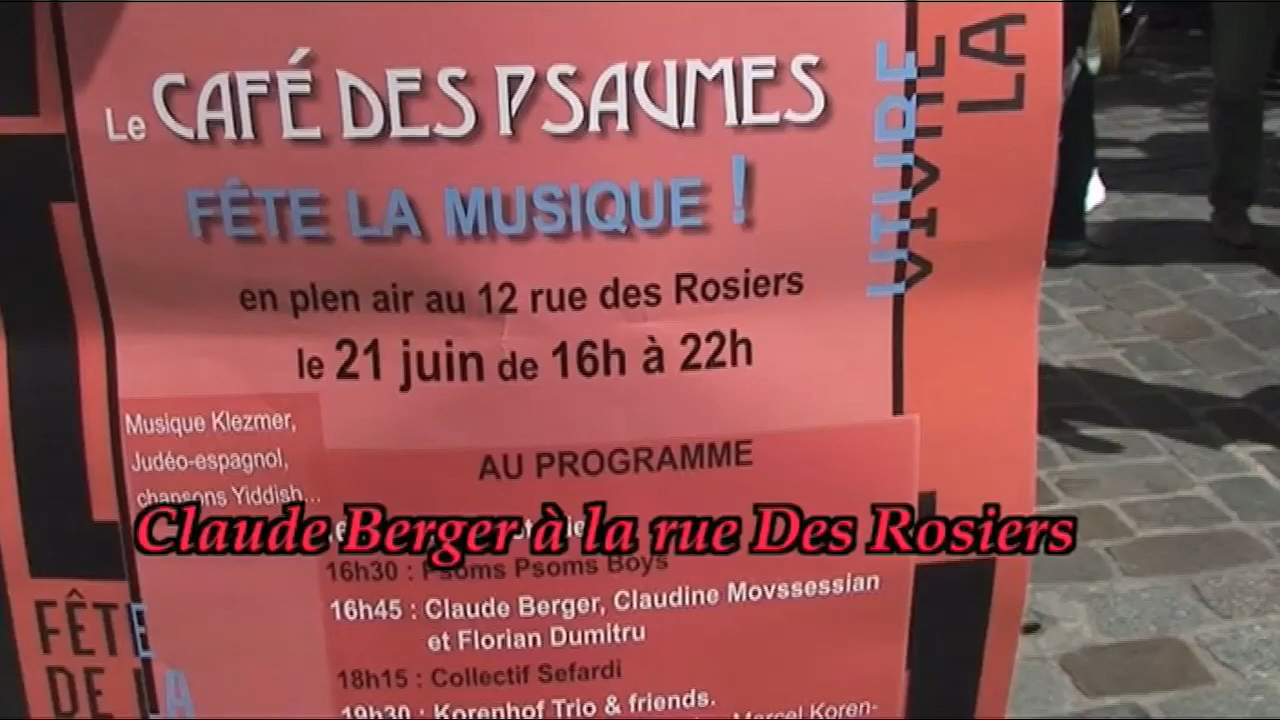 Le CAFÉ DES PSAUMES
FÊTE LA MUSIQUE !
en plen air au 12 rue des Rosiers
le 21 juin de 16h à 22h
Musique Klezmer,
Judéo-espagnol,
chansons Yiddish...
AU PROGRAMME
Claude Berger à la rue Des Rosiers
16h30 : Psoms Psoms Boys
16h45 : Claude Berger, Claudine Movssessian
et Florian Dumitru
18h15 : Collectif Sefardi
19h30 : Korenhof Trio & friends.
Marcel Koren-
VIVRE
LA
FÊTE
DE LA